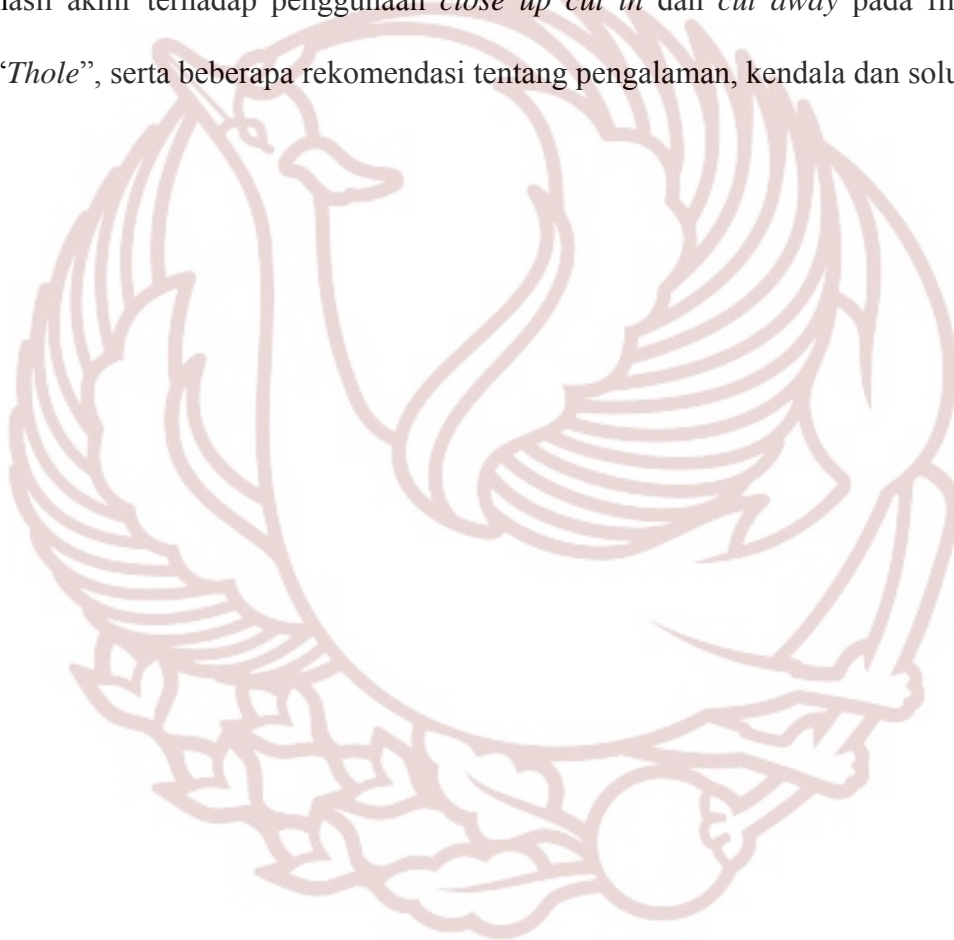 akhir terhadap penggunaan close up cut in dan cut away pada
“Thole”, serta beberapa rekomendasi tentang pengalaman, kendala dan